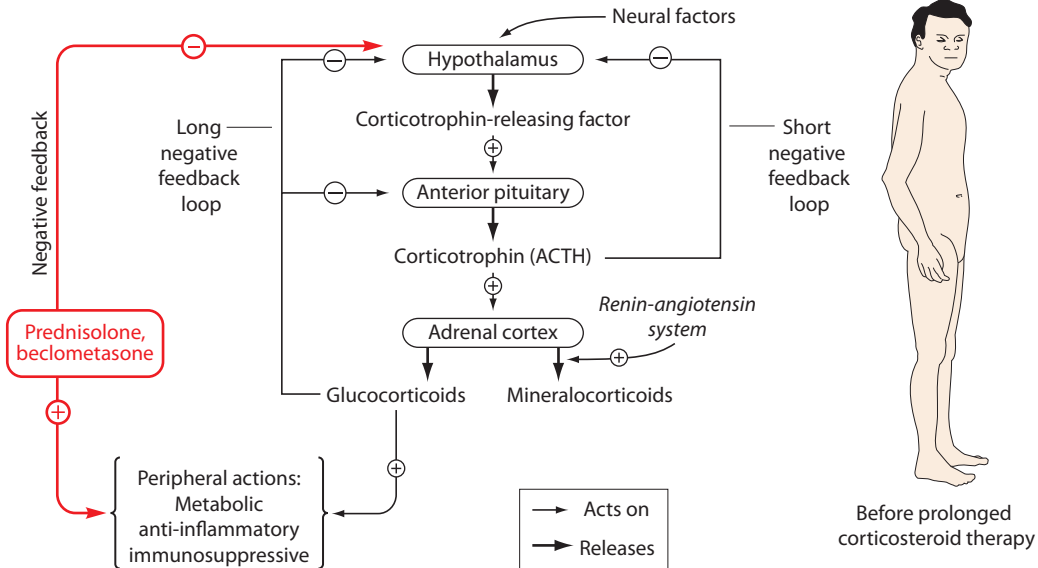 Neural factors
Hypothalamus
Corticotrophin-releasing factor
Long
negative
feedback
loop
Short
negative
feedback
loop
Negative feedback
Anterior pituitary
Corticotrophin (ACTH)
Renin-angiotensin
system
Prednisolone,
beclometasone
Adrenal cortex
Glucocorticoids
Mineralocorticoids
Peripheral actions:
Metabolic
anti-inflammatory
immunosuppressive
Acts on
Releases
Before prolonged
corticosteroid therapy